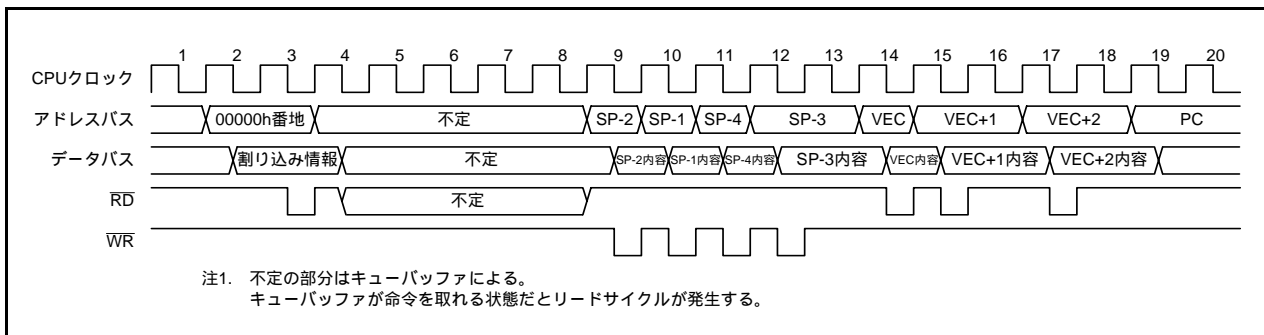 1 2 3 4 5 6 7 8 9 10 11 12 13 14 15 16 17 18 19 20
CPUクロック
アドレスバス 00000h番地 不定 SP-2 SP-1 SP-4 SP-3 VEC VEC+1 VEC+2 PC
データバス 割り込み情報 不定 SP-2内容 SP-1内容 SP-4内容 SP-3内容 VEC内容 VEC+1内容 VEC+2内容
RD 不定
WR
注1. 不定の部分はキューバッファによる。
キューバッファが命令を取れる状態だとリードサイクルが発生する。